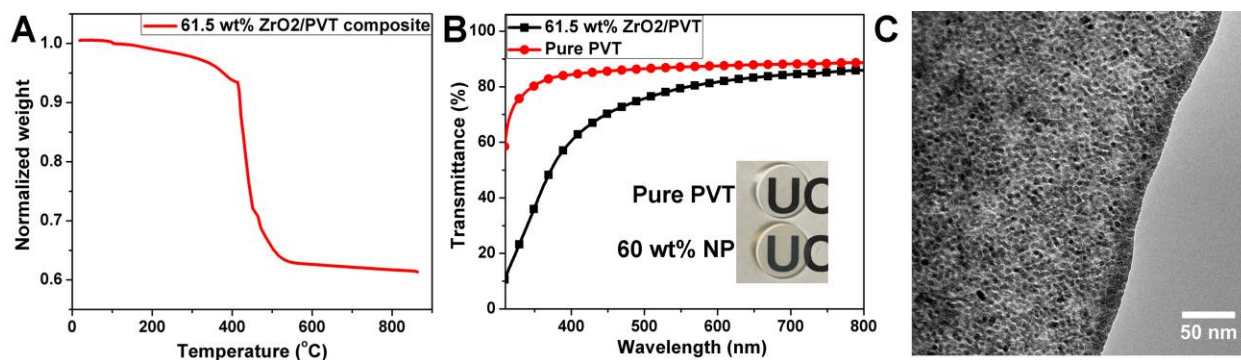 A
61.5 wt% ZrO2/PVT composite
1.0
0.9
0.8
0.7
0.6
Normalized weight
0
200
400
600
800
Temperature (°C)
B
61.5 wt% ZrO2/PVT
Pure PVT
100
80
60
40
20
0
Transmittance (%)
Pure PVT
UC
60 wt% NP
UC
400
500
600
700
800
Wavelength (nm)
C
50 nm